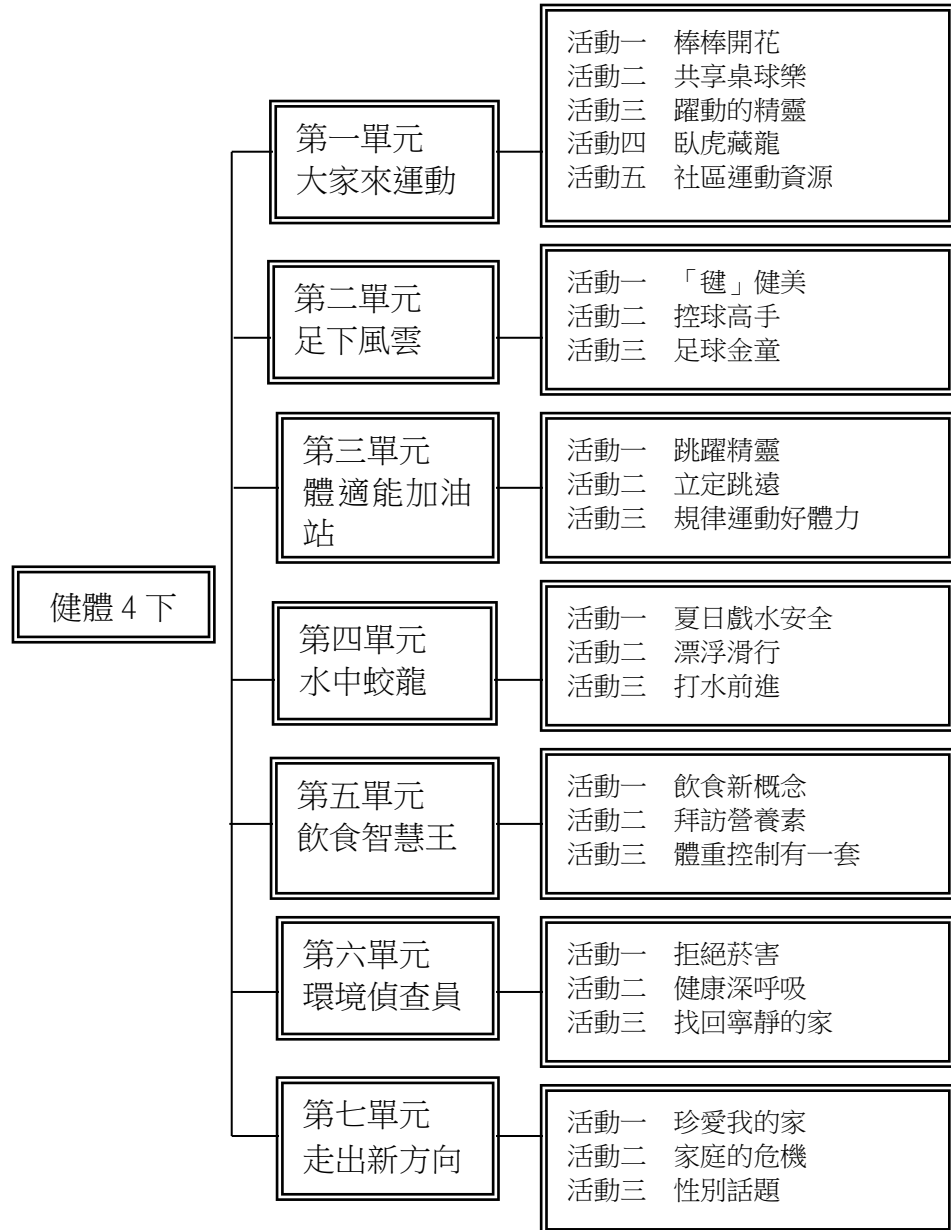 健體 4 下
第一單元
大家來運動
活動一　棒棒開花
活動二　共享桌球樂
活動三　躍動的精靈
活動四　臥虎藏龍
活動五　社區運動資源
第二單元
足下風雲
活動一　「毽」健美
活動二　控球高手
活動三　足球金童
第三單元
體適能加油
站
活動一　跳躍精靈
活動二　立定跳遠
活動三　規律運動好體力
第四單元
水中蛟龍
活動一　夏日戲水安全
活動二　漂浮滑行
活動三　打水前進
第五單元
飲食智慧王
活動一　飲食新概念
活動二　拜訪營養素
活動三　體重控制有一套
第六單元
環境偵查員
活動一　拒絕菸害
活動二　健康深呼吸
活動三　找回寧靜的家
第七單元
走出新方向
活動一　珍愛我的家
活動二　家庭的危機
活動三　性別話題